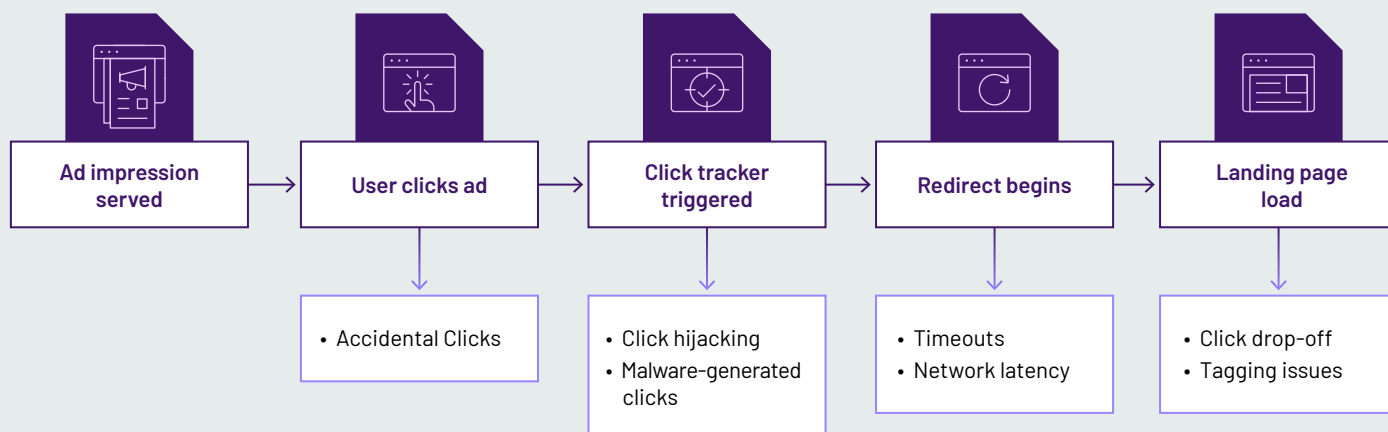 Ad impression
served
User clicks ad
Click tracker
triggered
Redirect begins
Landing page
load
• Accidental Clicks
• Click hijacking
• Malware-generated
clicks
• Timeouts
• Network latency
• Click drop-off
• Tagging issues